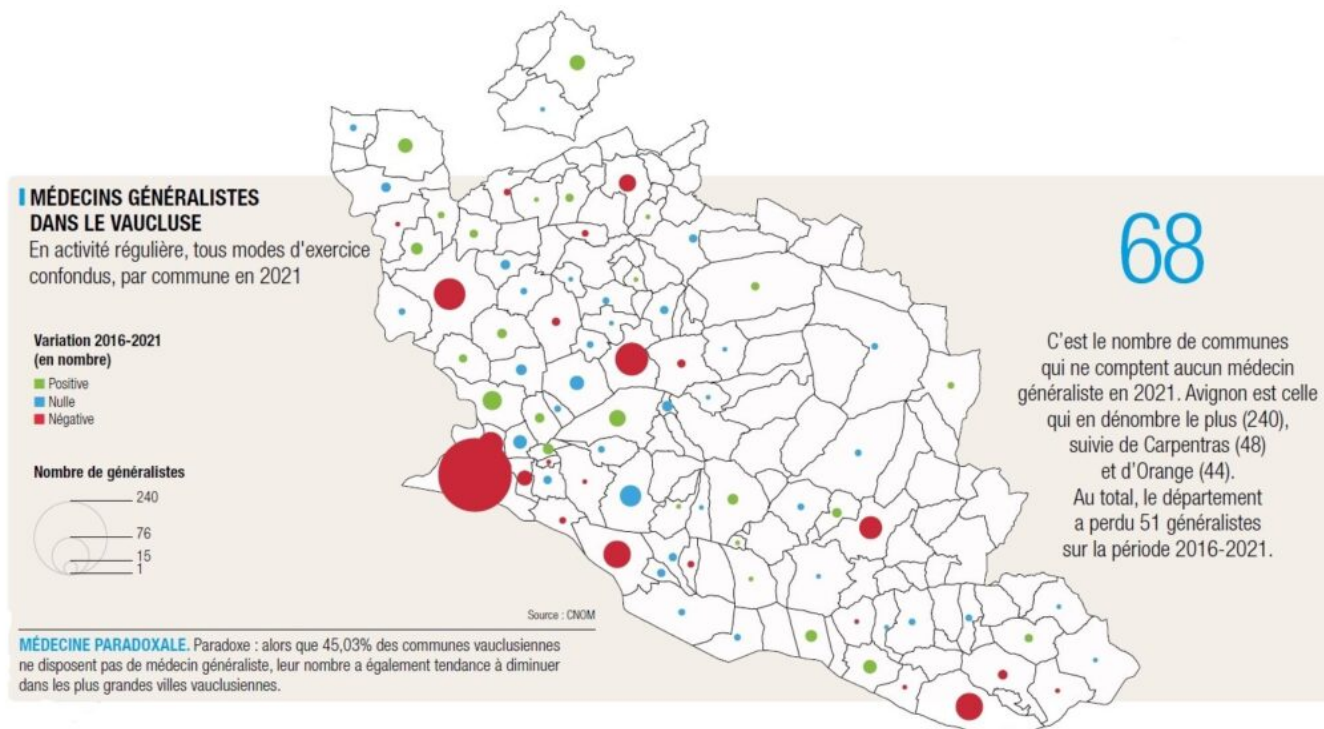 MÉDECINS GÉNÉRALISTES
DANS LE VAUCLUSE
En activité régulière, tous modes d'exercice
confondus, par commune en 2021
Variation 2016-2021
(en nombre)
Positive
Nulle
Négative
Nombre de généralistes
240
76
15
1
Source : CNOM
MÉDECINE PARADOXALE. Paradoxe : alors que 45,03% des communes vauclusiennes
ne disposent pas de médecin généraliste, leur nombre a également tendance à diminuer
dans les plus grandes villes vauclusiennes.
68
C'est le nombre de communes
qui ne comptent aucun médecin
généraliste en 2021. Avignon est celle
qui en dénombre le plus (240),
suivie de Carpentras (48)
et d'Orange (44).
Au total, le département
a perdu 51 généralistes
sur la période 2016-2021.